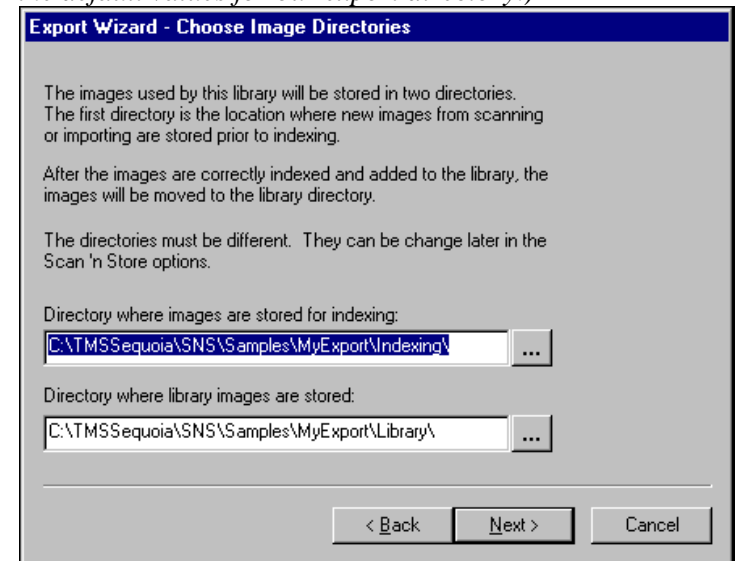 Export Wizard - Choose Image Directories
The images used by this library will be stored in two directories.
The first directory is the location where new images from scanning
or importing are stored prior to indexing.
After the images are correctly indexed and added to the library, the
images will be moved to the library directory.
The directories must be different. They can be change later in the
Scan 'n Store options.
Directory where images are stored for indexing:
C:\TMSSequoia\SNS\Samples\MyExport\Indexing\ ...
Directory where library images are stored:
C:\TMSSequoia\SNS\Samples\MyExport\Library\ ...
< Back Next > Cancel